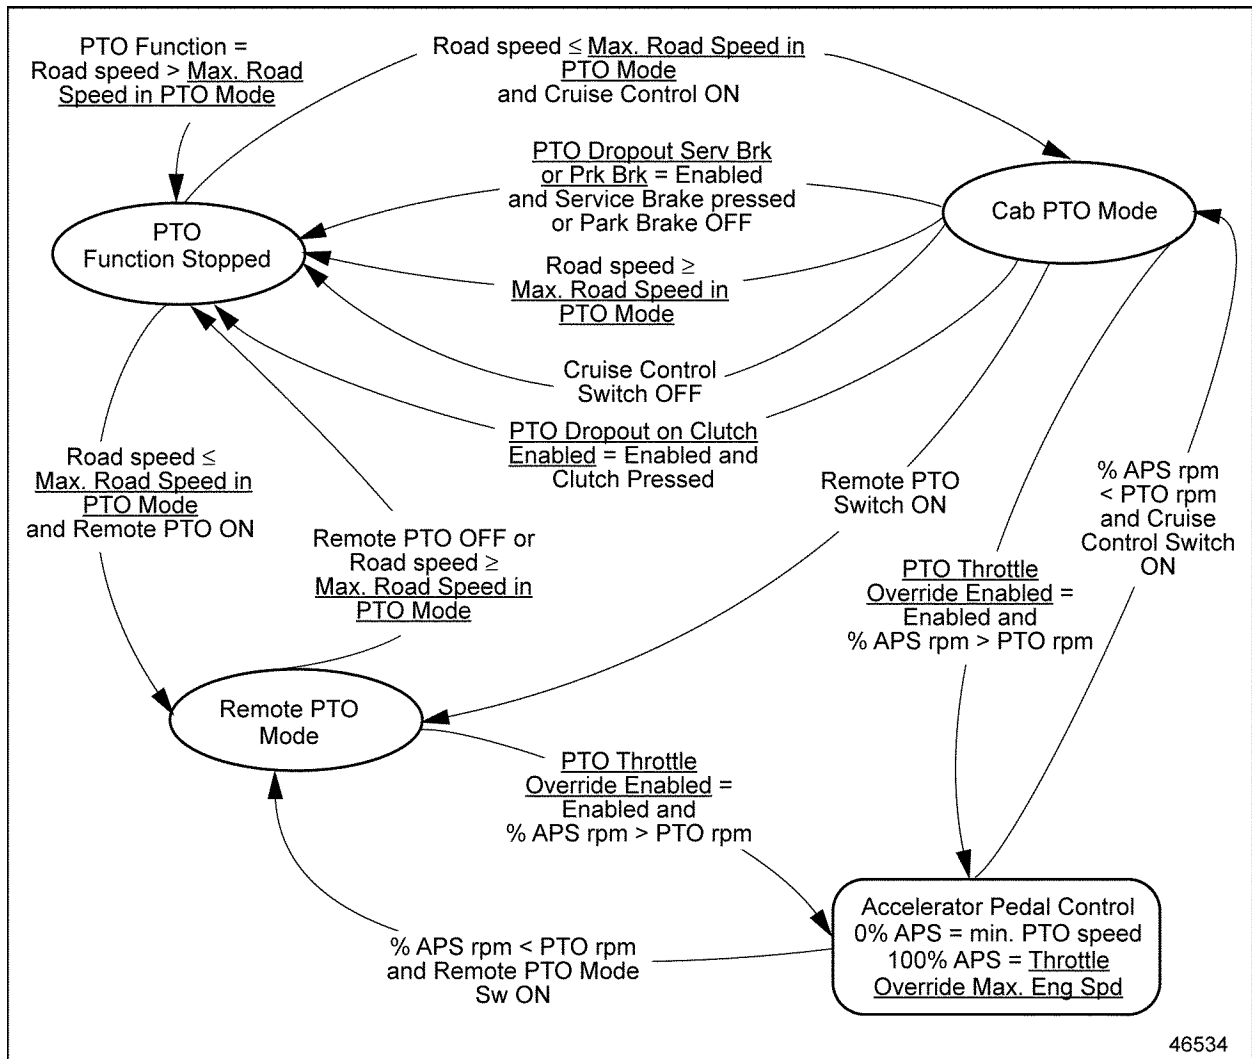 PTO Function =
Road speed > Max. Road
Speed in PTO Mode
Road speed ≤ Max. Road Speed in
PTO Mode
and Cruise Control ON
PTO Dropout Serv Brk
or Prk Brk = Enabled
and Service Brake pressed
or Park Brake OFF
Cab PTO Mode
PTO
Function Stopped
Road speed ≥
Max. Road Speed in
PTO Mode
Cruise Control
Switch OFF
PTO Dropout on Clutch
Enabled = Enabled and
Clutch Pressed
Road speed ≤
Max. Road Speed in
PTO Mode
and Remote PTO ON
Remote PTO OFF or
Road speed ≥
Max. Road Speed in
PTO Mode
Remote PTO
Switch ON
% APS rpm
< PTO rpm
and Cruise
Control Switch
ON
PTO Throttle
Override Enabled =
Enabled and
% APS rpm > PTO rpm
Remote PTO
Mode
PTO Throttle
Override Enabled =
Enabled and
% APS rpm > PTO rpm
Accelerator Pedal Control
0% APS = min. PTO speed
100% APS = Throttle
Override Max. Eng Spd
% APS rpm < PTO rpm
and Remote PTO Mode
Sw ON
46534